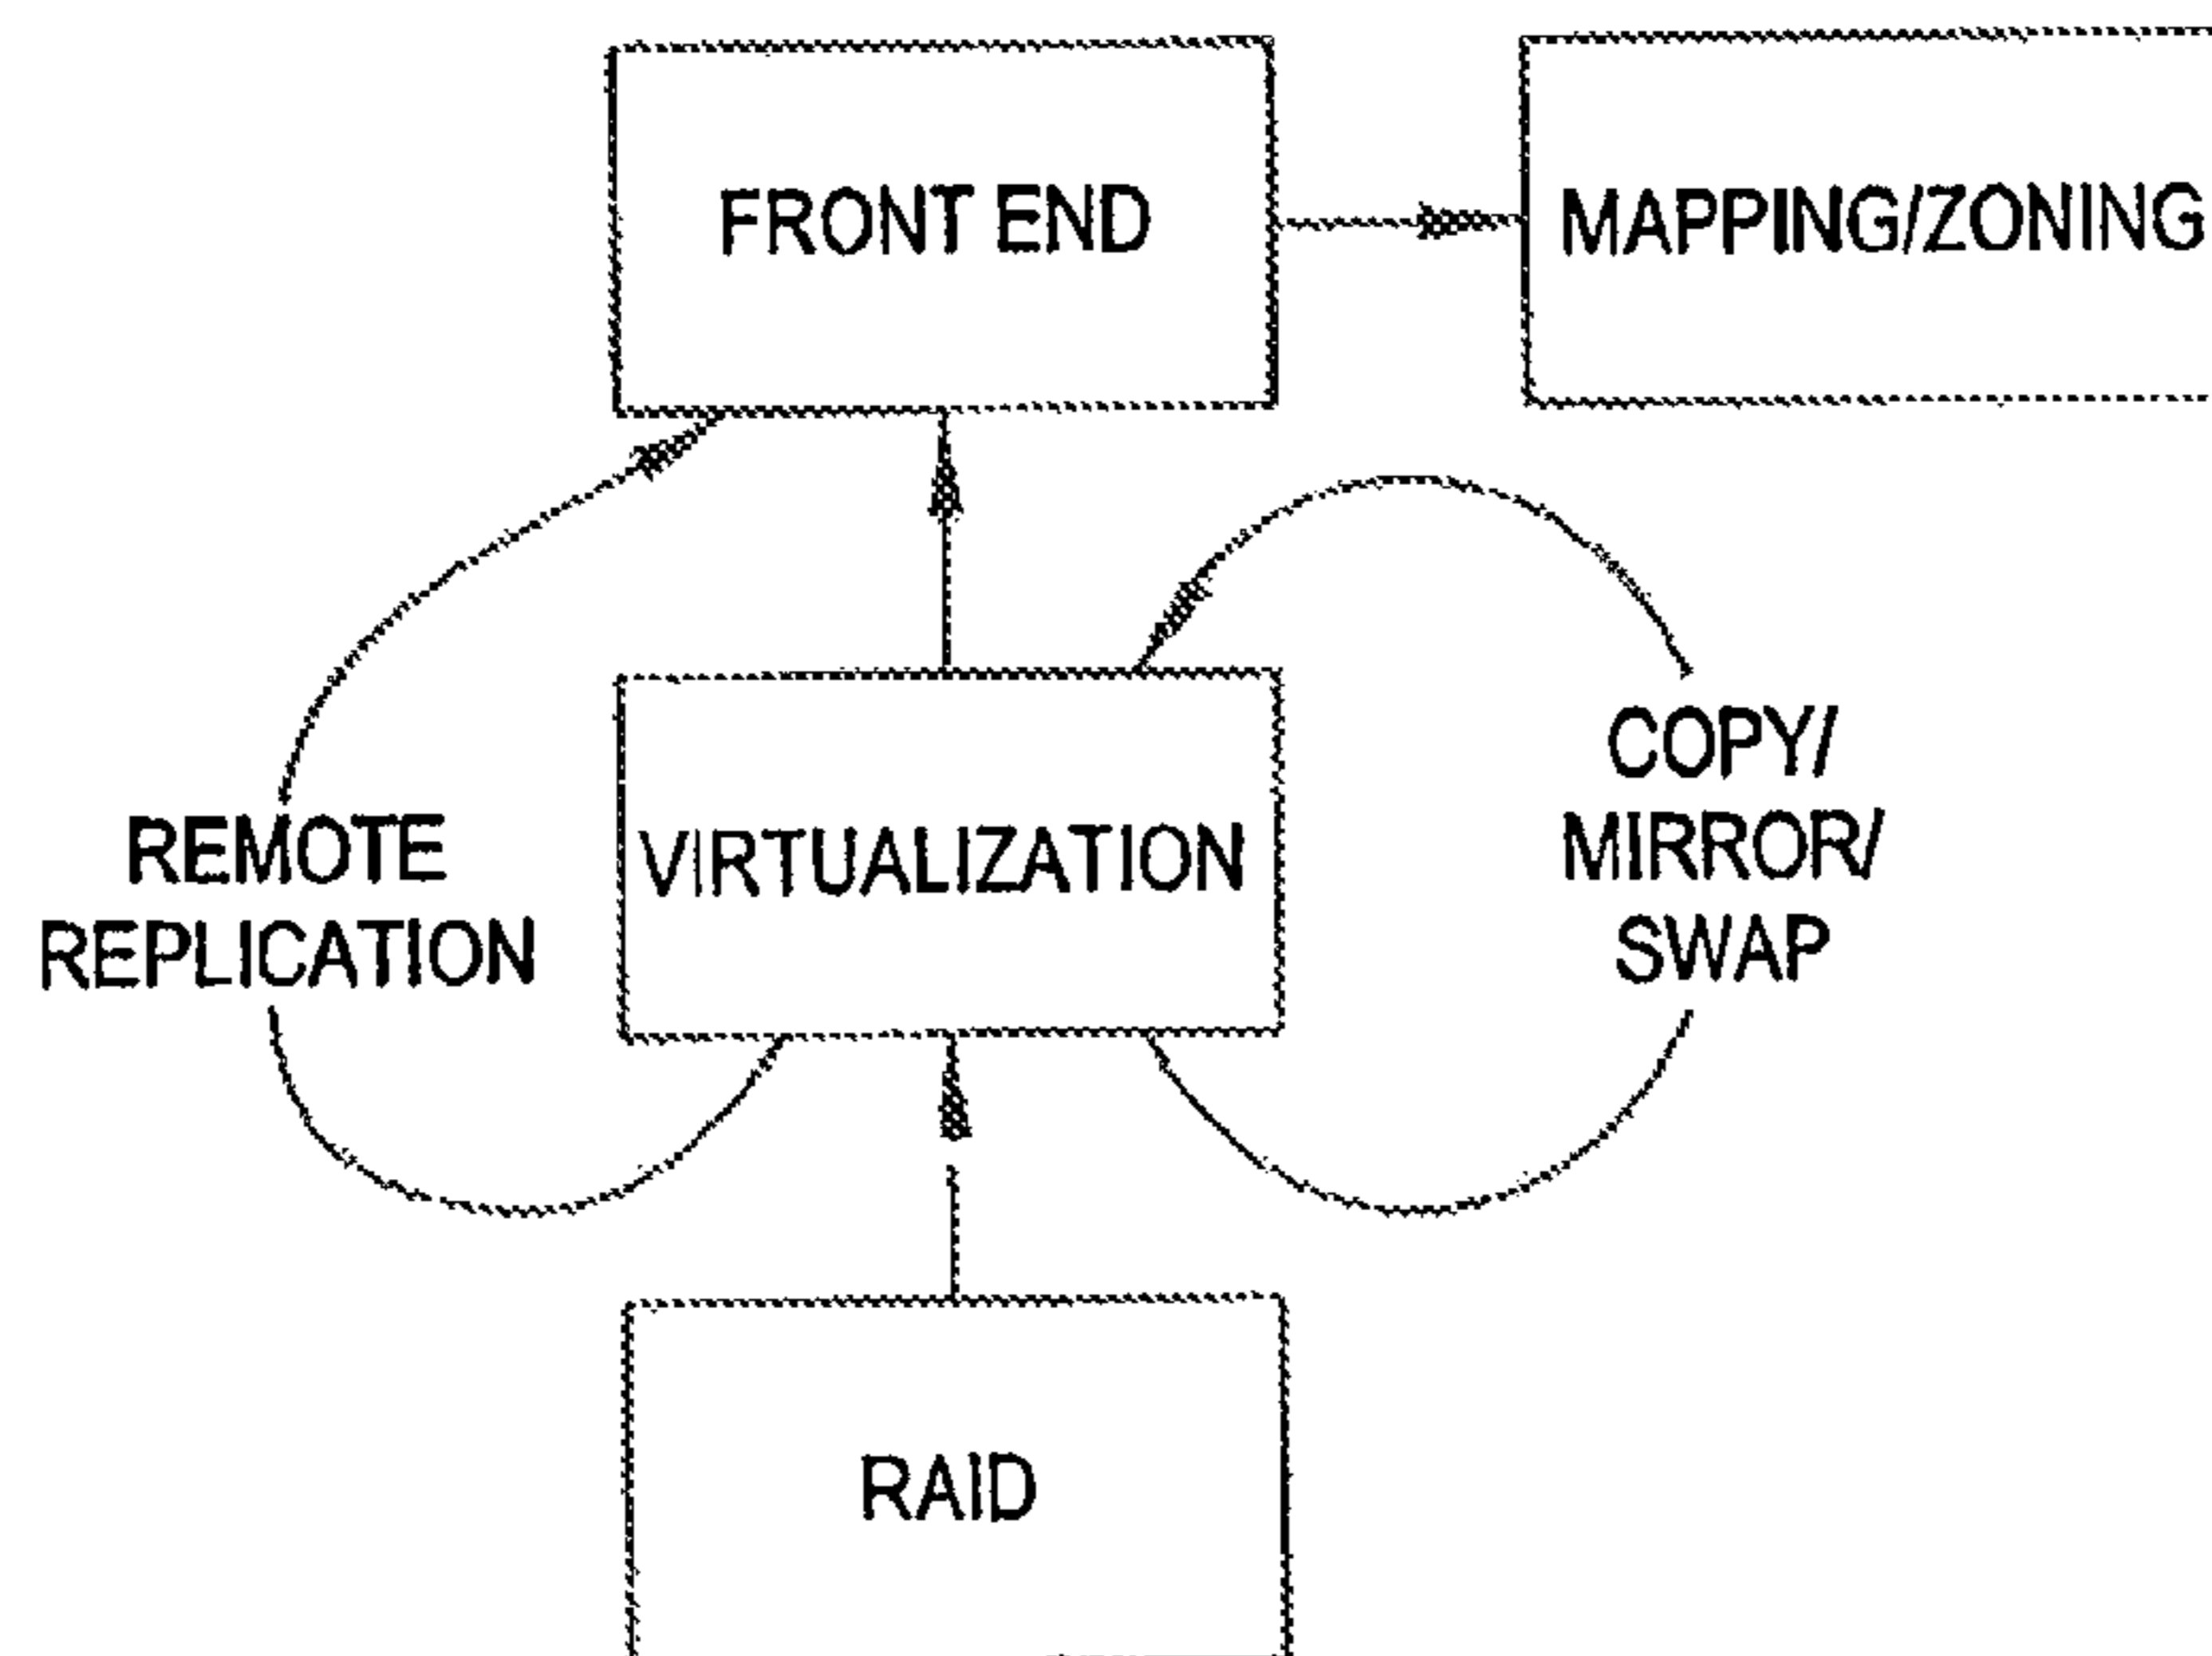 FRONT END
MAPPING/ZONING
REMOTE
REPLICATION
VIRTUALIZATION
COPY/
MIRROR/
SWAP
RAID